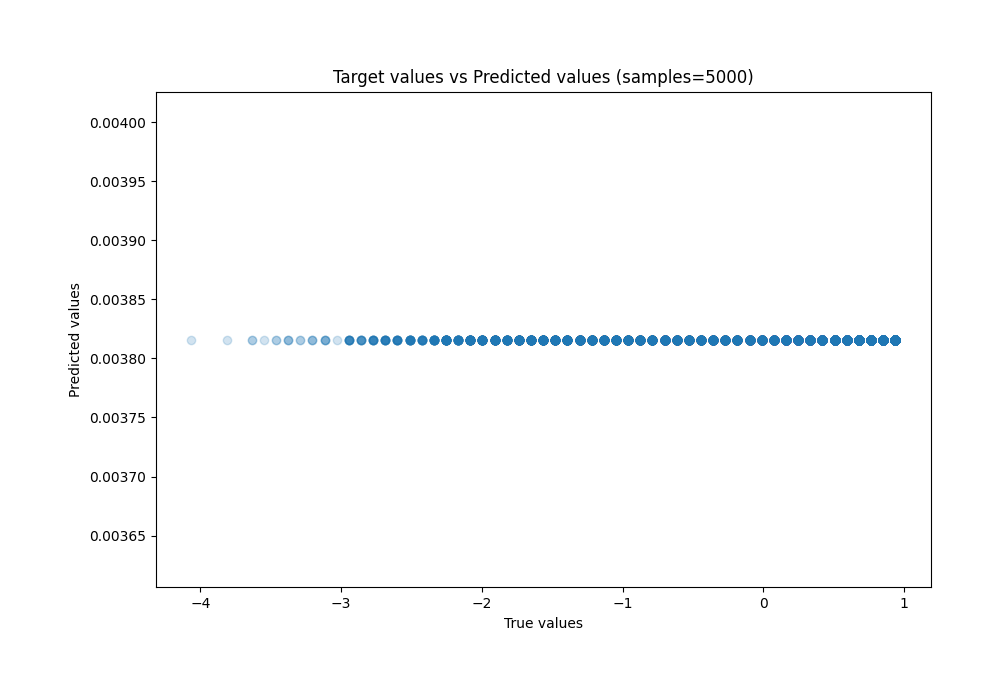 Target values vs Predicted values (samples=5000)
0.00400
0.00395
0.00390
0.00385
0.00380
0.00375
0.00370
0.00365
Predicted values
−4 −3 −2 −1 0 1
True values